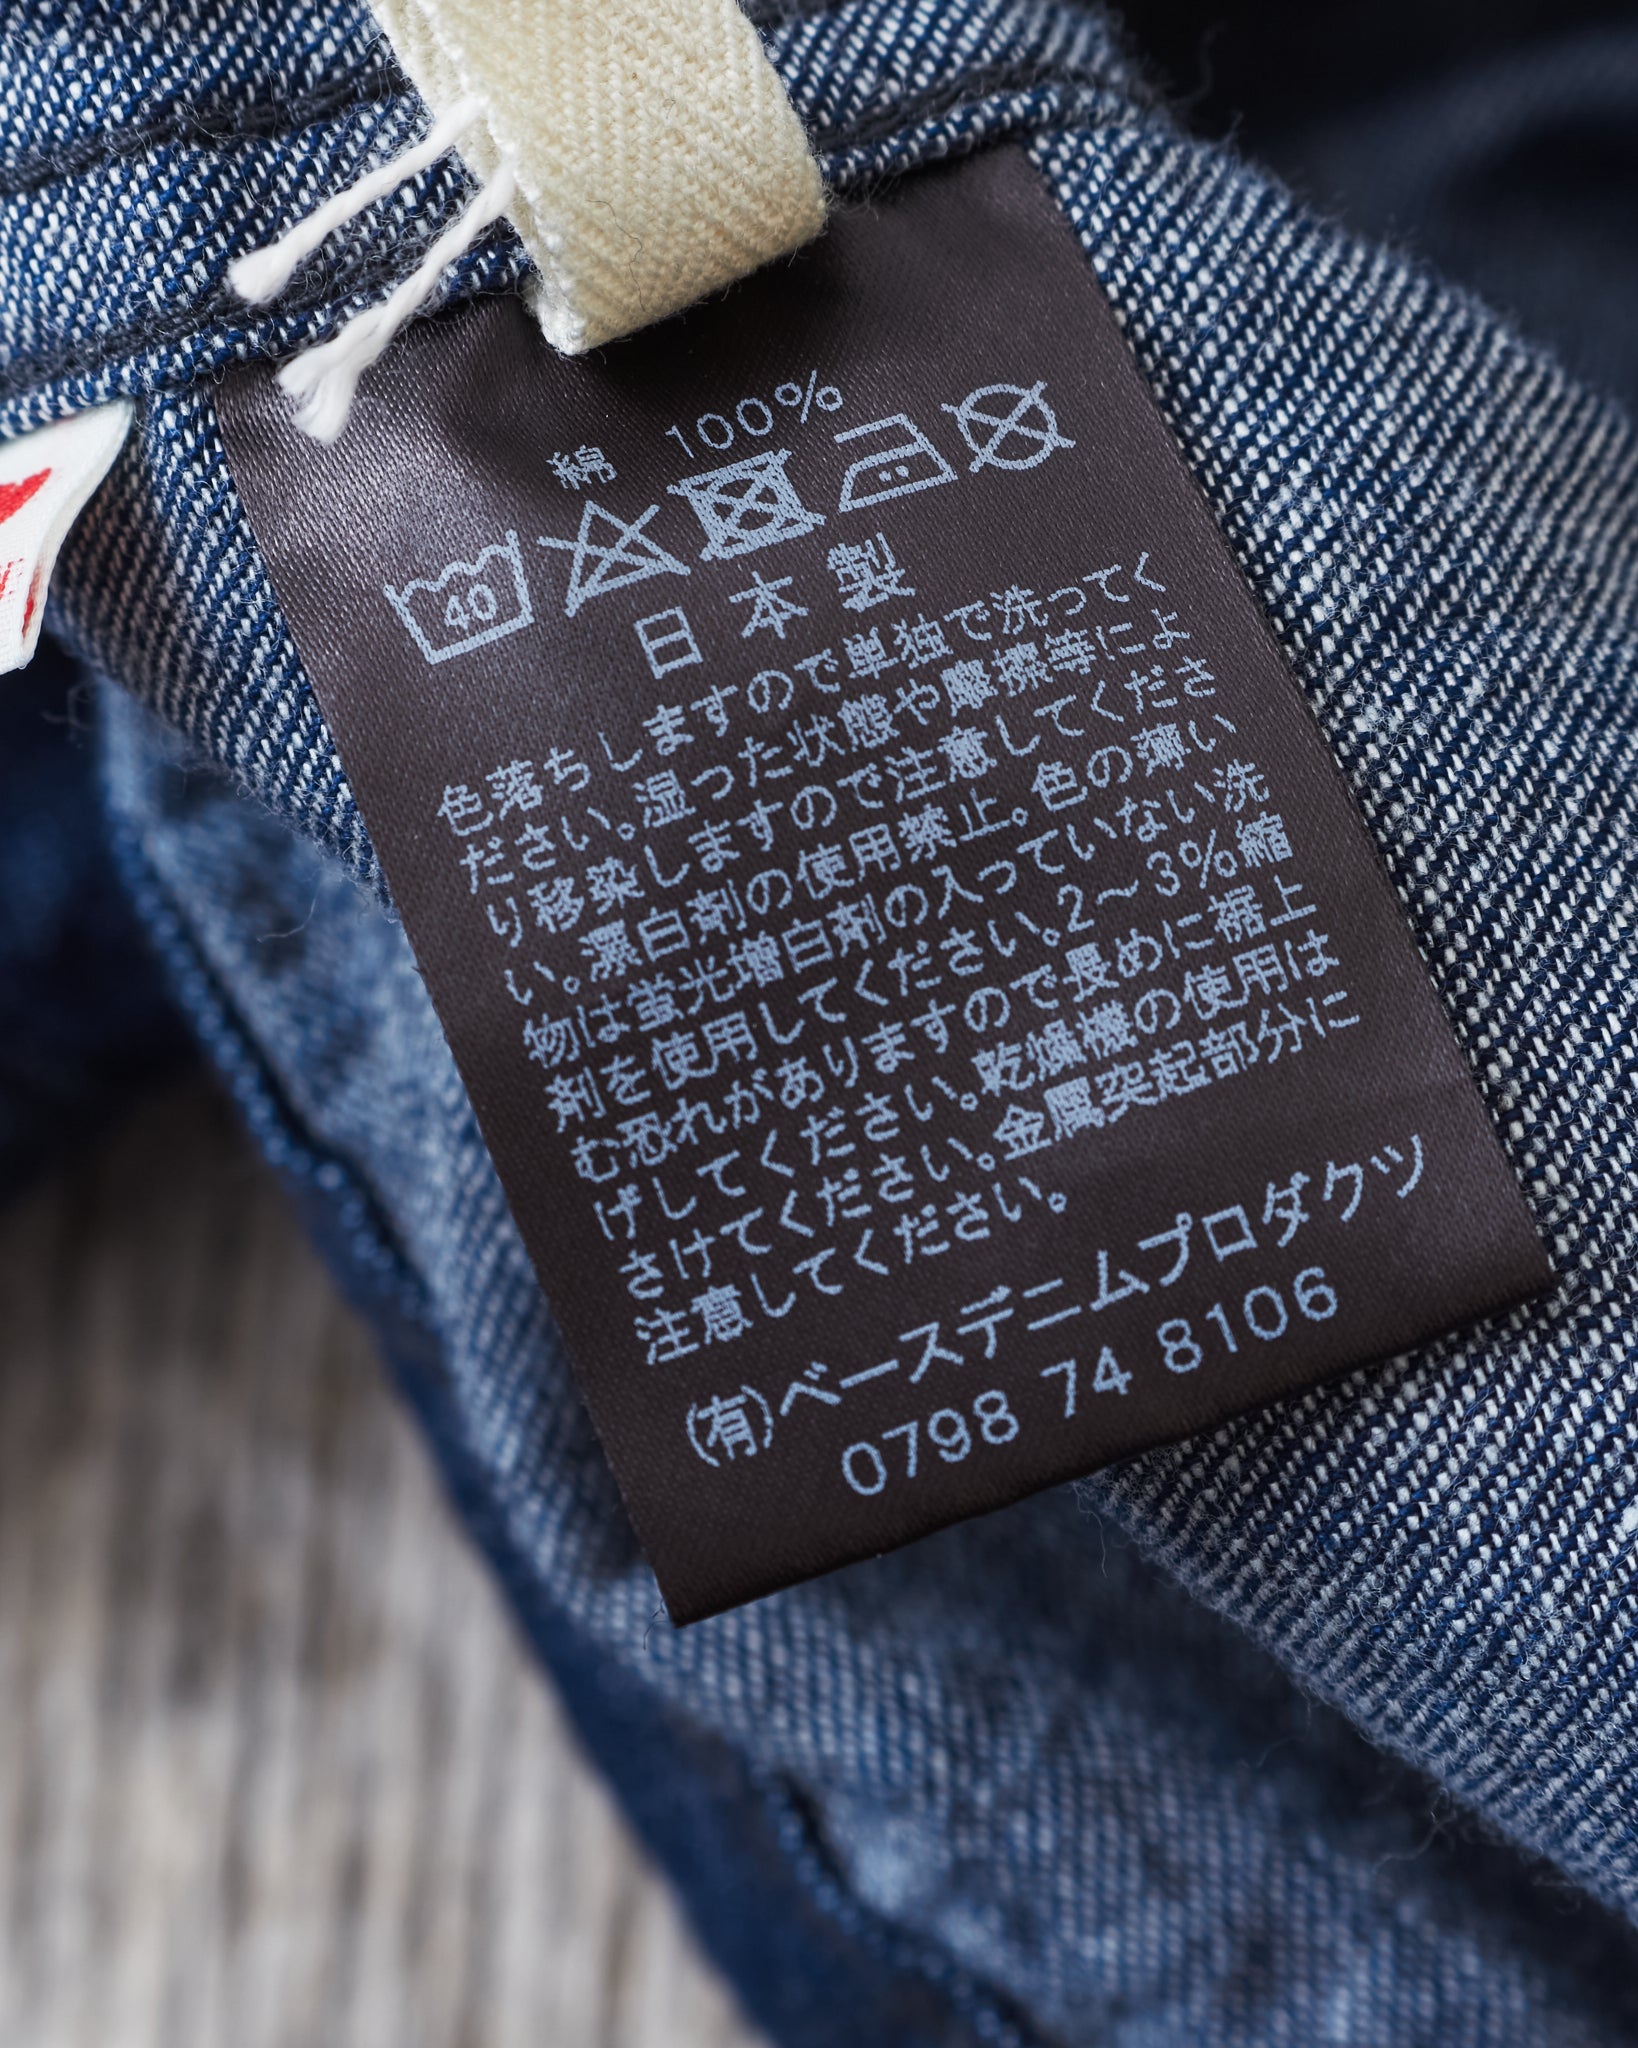 綿 100%
40
日本製
色落ちしますので単独で洗ってく
ださい。湿った状態や摩擦等によ
り移染しますので注意してくださ
い。漂白剤の使用禁止。色の薄い
物は蛍光増白剤の入っていない洗
剤を使用してください。2〜3%縮
む恐れがありますので長めに裾上
げしてください。乾燥機の使用は
さけてください。金属突起部分に
注意してください。
(有)ベースデニムプロダクツ
0798 74 8106